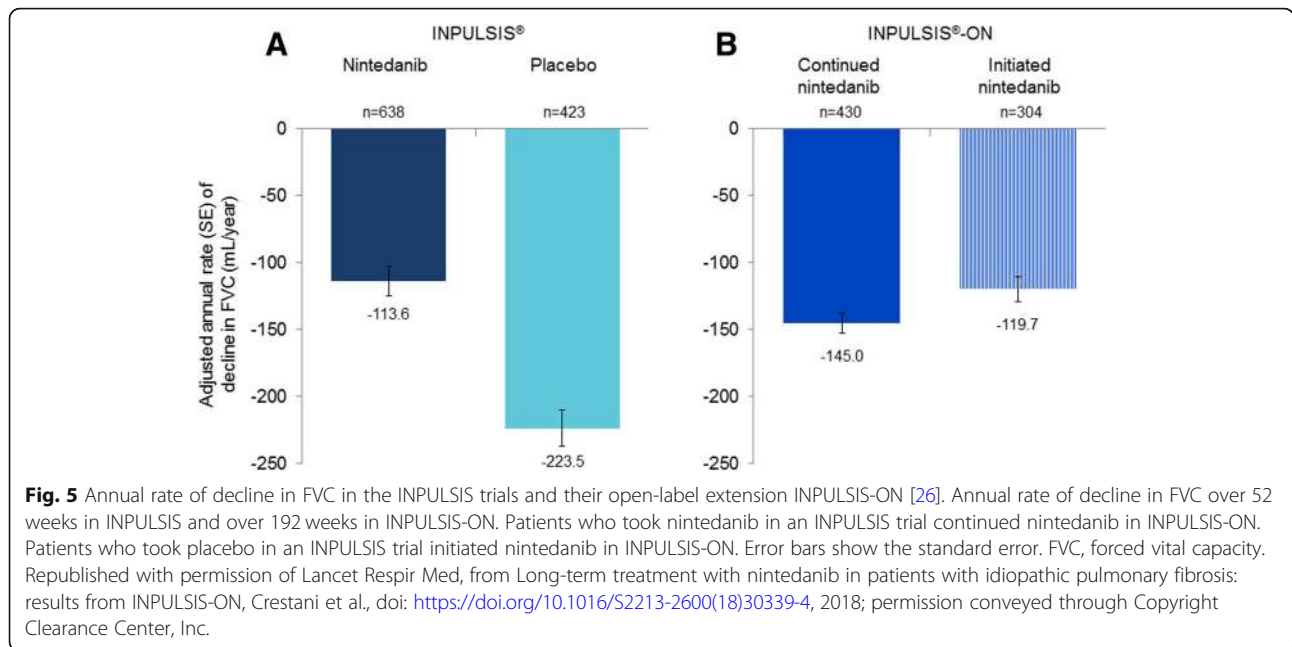 A
INPULSIS®
Nintedanib
Placebo
n=638
n=423
0
-50
-100
-150
-200
-250
Adjusted annual rate (SE) of
decline in FVC (mL/year)
-113.6
-223.5
B
INPULSIS®-ON
Continued
nintedanib
Initiated
nintedanib
n=430
n=304
0
-50
-100
-150
-200
-250
-145.0
-119.7
Fig. 5 Annual rate of decline in FVC in the INPULSIS trials and their open-label extension INPULSIS-ON [26]. Annual rate of decline in FVC over 52
weeks in INPULSIS and over 192 weeks in INPULSIS-ON. Patients who took nintedanib in an INPULSIS trial continued nintedanib in INPULSIS-ON.
Patients who took placebo in an INPULSIS trial initiated nintedanib in INPULSIS-ON. Error bars show the standard error. FVC, forced vital capacity.
Republished with permission of Lancet Respir Med, from Long-term treatment with nintedanib in patients with idiopathic pulmonary fibrosis:
results from INPULSIS-ON, Crestani et al., doi: https://doi.org/10.1016/S2213-2600(18)30339-4, 2018; permission conveyed through Copyright
Clearance Center, Inc.